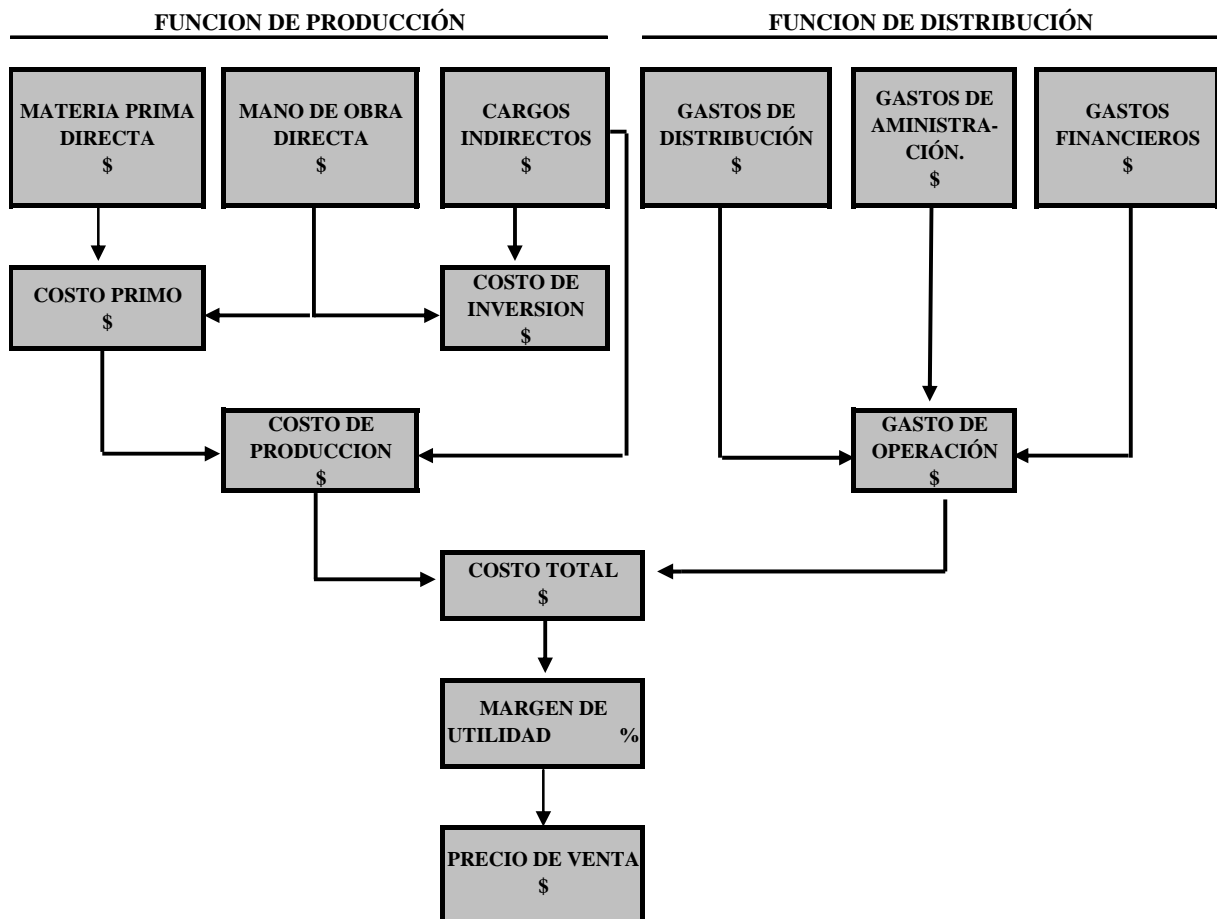 FUNCION DE PRODUCCIÓN
FUNCION DE DISTRIBUCIÓN
MATERIA PRIMA
DIRECTA
$
MANO DE OBRA
DIRECTA
$
CARGOS
INDIRECTOS
$
GASTOS DE
DISTRIBUCIÓN
$
GASTOS DE
AMINISTRA-
CIÓN.
$
GASTOS
FINANCIEROS
$
COSTO PRIMO
$
COSTO DE
INVERSION
$
COSTO DE
PRODUCCION
$
GASTO DE
OPERACIÓN
$
COSTO TOTAL
$
MARGEN DE
UTILIDAD %
PRECIO DE VENTA
$